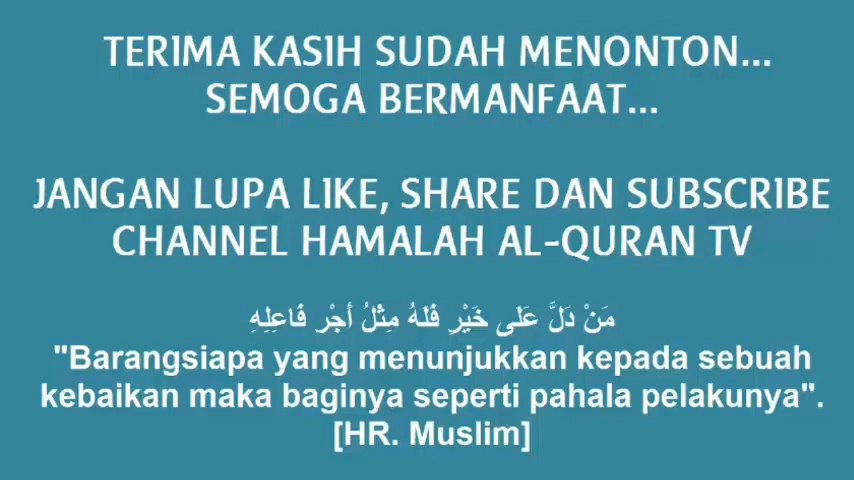 TERIMA KASIH SUDAH MENONTON...
SEMOGA BERMANFAAT...
JANGAN LUPA LIKE, SHARE DAN SUBSCRIBE
CHANNEL HAMALAH AL-QURAN TV
مَنْ دَلَّ عَلَى خَيْرٍ فَلَهُ مِثْلُ أَجْرِ فَاعِلِهِ
"Barangsiapa yang menunjukkan kepada sebuah
kebaikan maka baginya seperti pahala pelakunya".
[HR. Muslim]